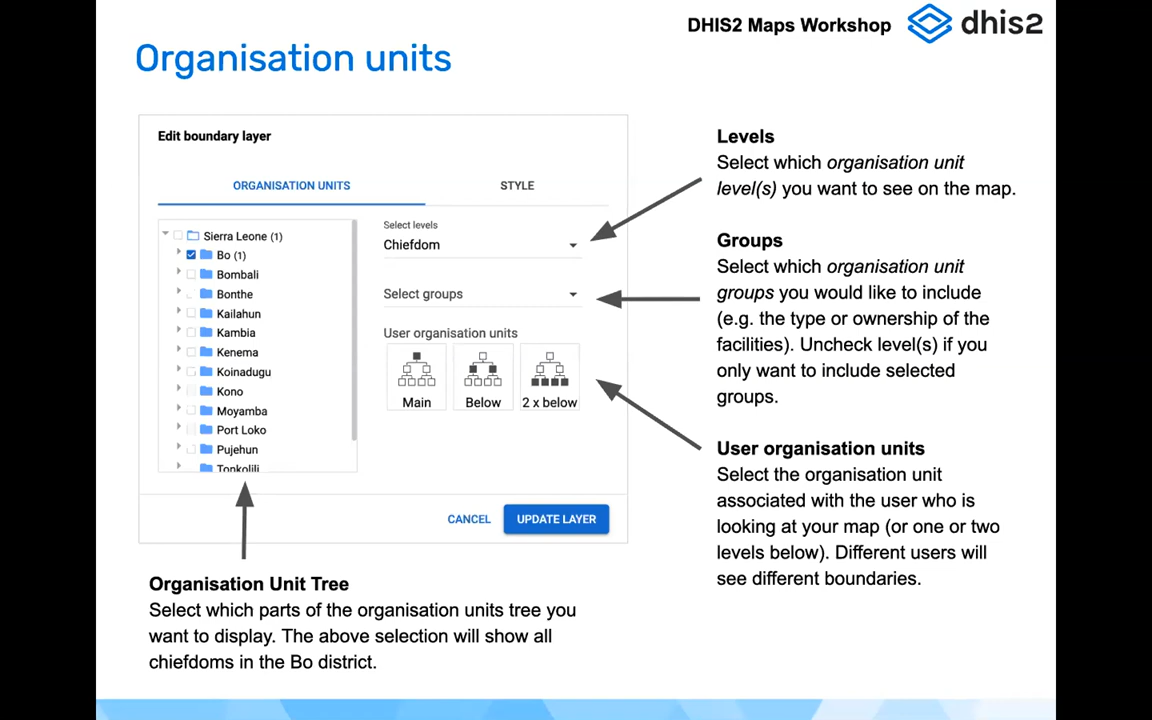 DHIS2 Maps Workshop
dhis2
Organisation units
Edit boundary layer
ORGANISATION UNITS
STYLE
Sierra Leone (1)
Bo (1)
Bombali
Bonthe
Kailahun
Kambia
Kenema
Koinadugu
Kono
Moyamba
Port Loko
Pujehun
Tonkolili
Select levels
Chiefdom
Select groups
User organisation units
Main
Below
2 x below
CANCEL
UPDATE LAYER
Levels
Select which organisation unit
level(s) you want to see on the map.
Groups
Select which organisation unit
groups you would like to include
(e.g. the type or ownership of the
facilities). Uncheck level(s) if you
only want to include selected
groups.
User organisation units
Select the organisation unit
associated with the user who is
looking at your map (or one or two
levels below). Different users will
see different boundaries.
Organisation Unit Tree
Select which parts of the organisation units tree you
want to display. The above selection will show all
chiefdoms in the Bo district.